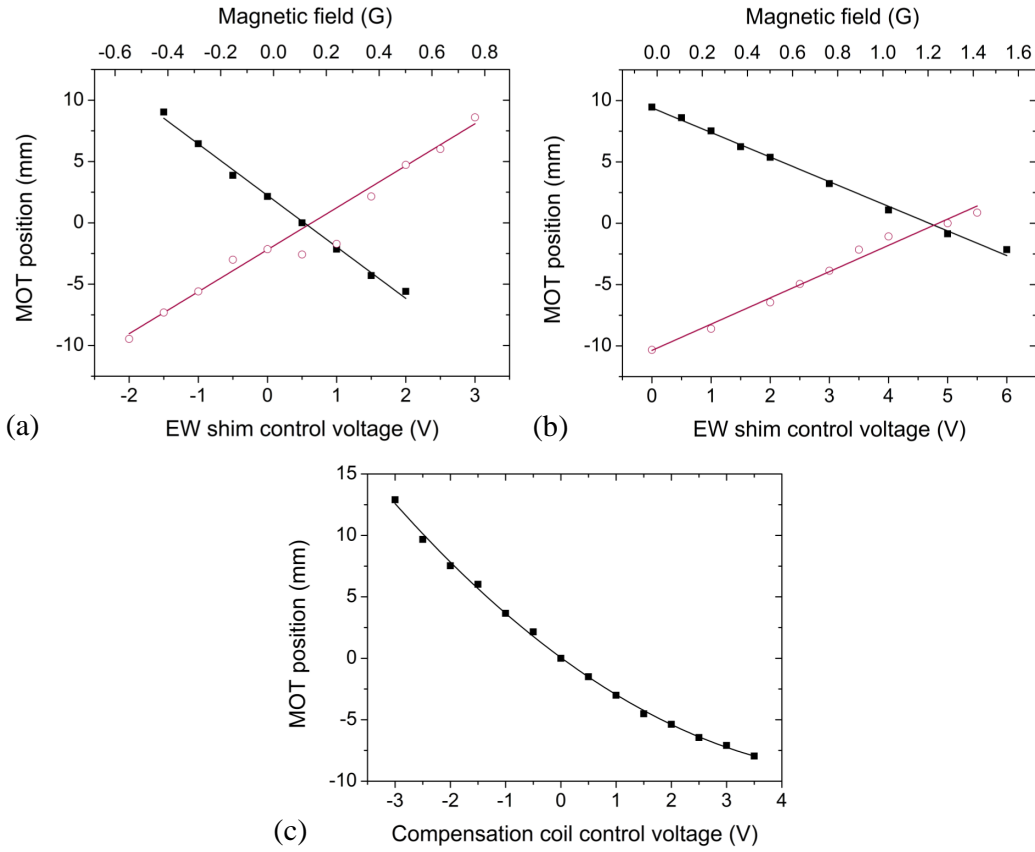 Magnetic field (G)
-0.6 -0.4 -0.2 0.0 0.2 0.4 0.6 0.8
10
5
0
-5
-10
MOT position (mm)
-2 -1 0 1 2 3
EW shim control voltage (V)
(a)
Magnetic field (G)
0.0 0.2 0.4 0.6 0.8 1.0 1.2 1.4 1.6
10
5
0
-5
-10
MOT position (mm)
0 1 2 3 4 5 6
EW shim control voltage (V)
(b)
15
10
5
0
-5
-10
MOT position (mm)
-3 -2 -1 0 1 2 3 4
Compensation coil control voltage (V)
(c)